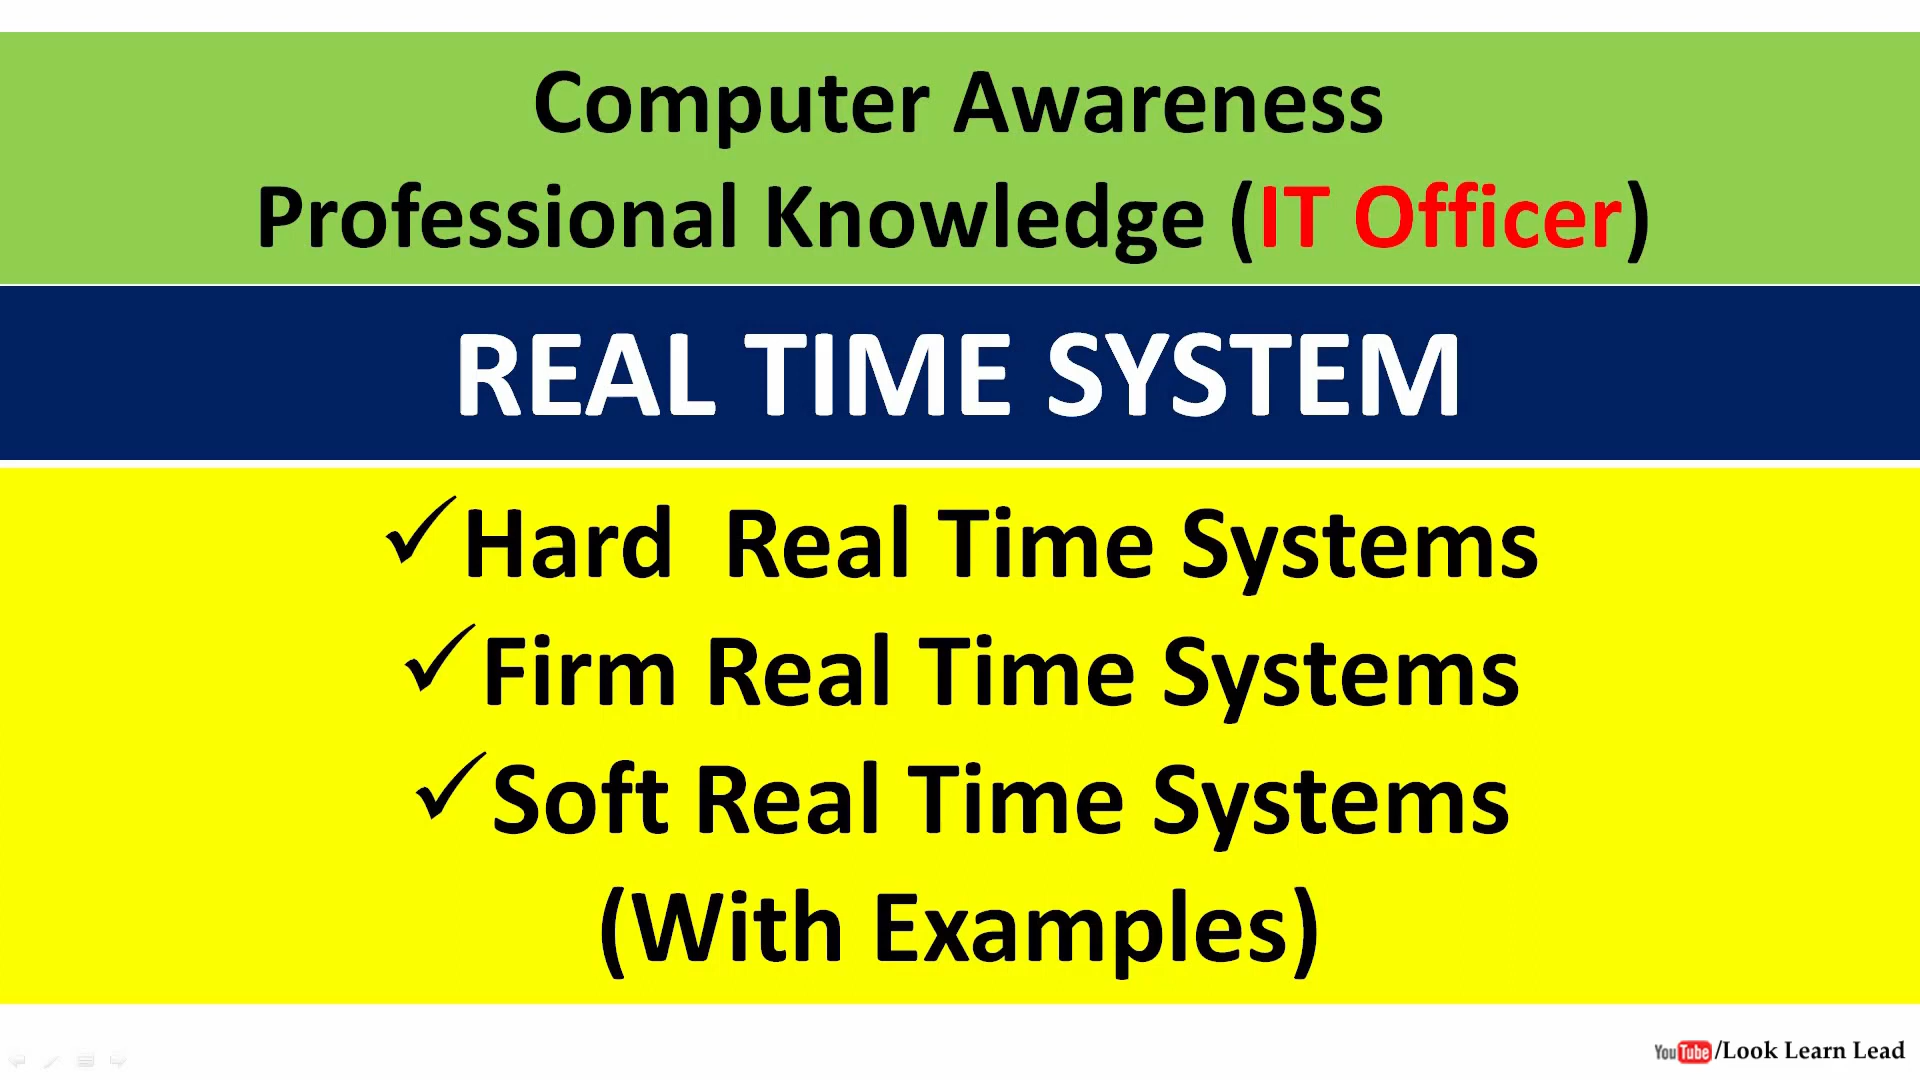 Computer Awareness
Professional Knowledge (IT Officer)
REAL TIME SYSTEM
✓Hard  Real Time Systems
✓Firm Real Time Systems
✓Soft Real Time Systems
(With Examples)
YouTube/Look Learn Lead